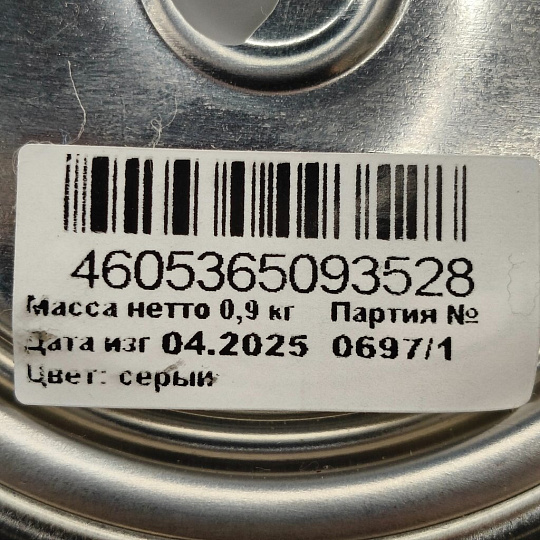 4605365093528
Масса нетто 0,9 кг Партия №
Дата изг 04.2025 0697/1
Цвет: серый